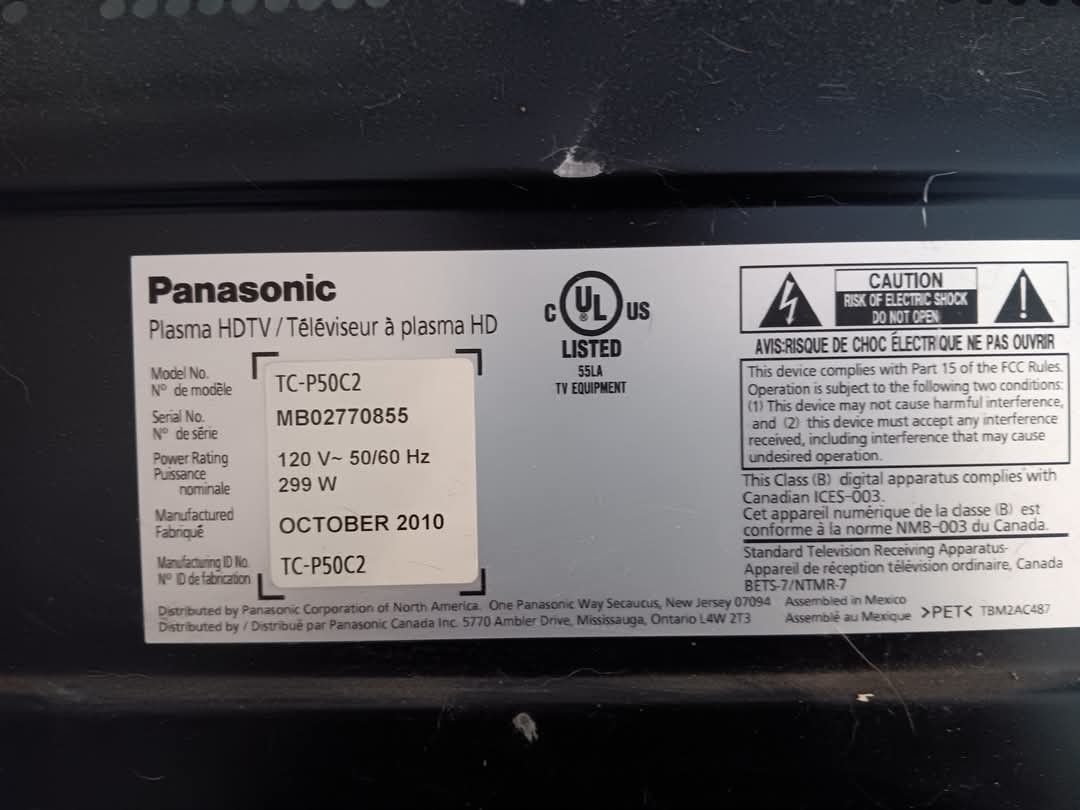 Panasonic
Plasma HDTV / Téléviseur à plasma HD
Model No.
N° de modèle
TC-P50C2
Serial No.
N° de série
MB02770855
Power Rating
Puissance
nominale
120 V~ 50/60 Hz
299 W
Manufactured
Fabriqué
OCTOBER 2010
Manufacturing ID No.
N° ID de fabrication
TC-P50C2
C UL® US
LISTED
55LA
TV EQUIPMENT
CAUTION
RISK OF ELECTRIC SHOCK
DO NOT OPEN
AVIS:RISQUE DE CHOC ÉLECTRIQUE NE PAS OUVRIR
This device complies with Part 15 of the FCC Rules.
Operation is subject to the following two conditions:
(1) This device may not cause harmful interference,
and (2) this device must accept any interference
received, including interference that may cause
undesired operation.
This Class (B) digital apparatus complies with
Canadian ICES-003.
Cet appareil numérique de la classe (B) est
conforme à la norme NMB-003 du Canada.
Standard Television Receiving Apparatus-
Appareil de réception télévision ordinaire, Canada
BETS-7/NTMR-7
Distributed by Panasonic Corporation of North America. One Panasonic Way Secaucus, New Jersey 07094
Distributed by / Distribué par Panasonic Canada Inc. 5770 Ambler Drive, Mississauga, Ontario L4W 2T3
Assembled in Mexico
Assemblé au Mexique
>PET< TBM2AC487